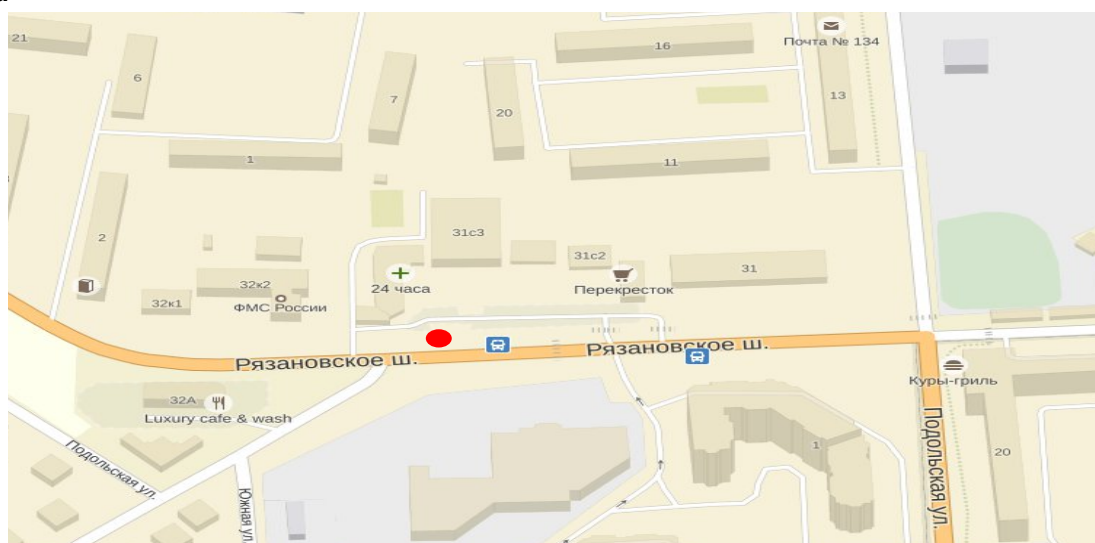 21
6
7
16
Почта № 134
13
20
1
11
2
31с3
31с2
31
24 часа
Перекресток
32к2
32к1
ФМС России
Рязановское ш.
Рязановское ш.
Куры-гриль
32А
Luxury cafe & wash
Подольская ул.
Южная ул.
1
Подольская ул.
20